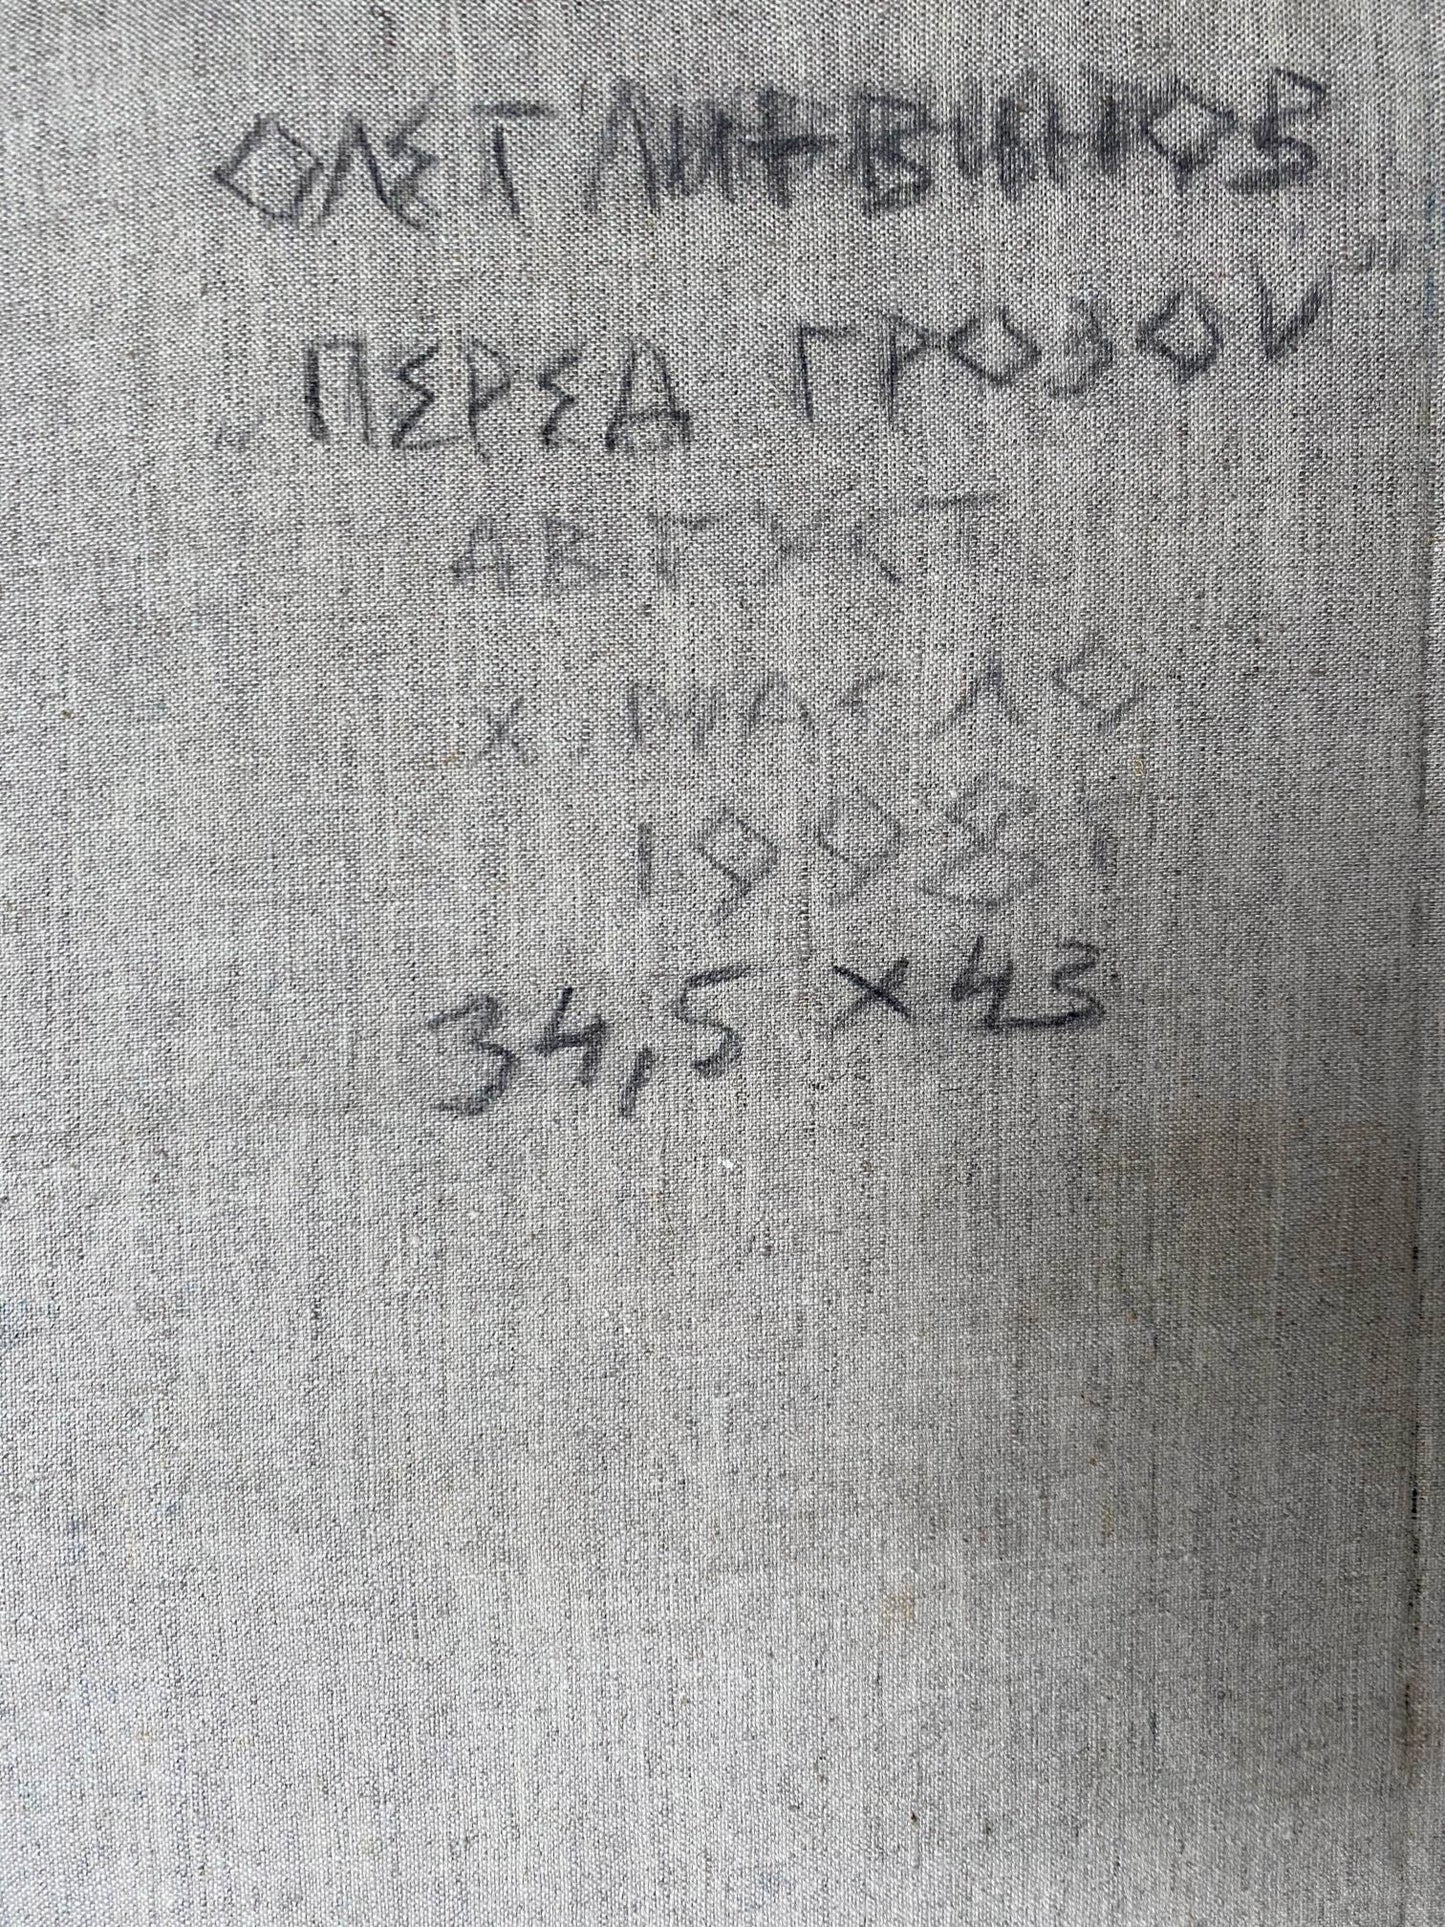 ОЛЕГ ЛИТВИНОВ
ПЕРЕД ГРОЗОЙ
АВГУСТ
Х. МАСЛО
1998 г
34,5 x 43